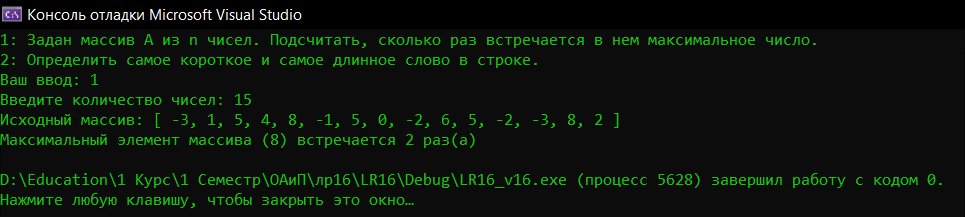 Консоль отладки Microsoft Visual Studio
1: Задан массив A из n чисел. Подсчитать, сколько раз встречается в нем максимальное число.
2: Определить самое короткое и самое длинное слово в строке.
Ваш ввод: 1
Введите количество чисел: 15
Исходный массив: [ -3, 1, 5, 4, 8, -1, 5, 0, -2, 6, 5, -2, -3, 8, 2 ]
Максимальный элемент массива (8) встречается 2 раз(а)
D:\Education\1 Курс\1 Семестр\ОАиП\лр16\LR16\Debug\LR16_v16.exe (процесс 5628) завершил работу с кодом 0.
Нажмите любую клавишу, чтобы закрыть это окно…